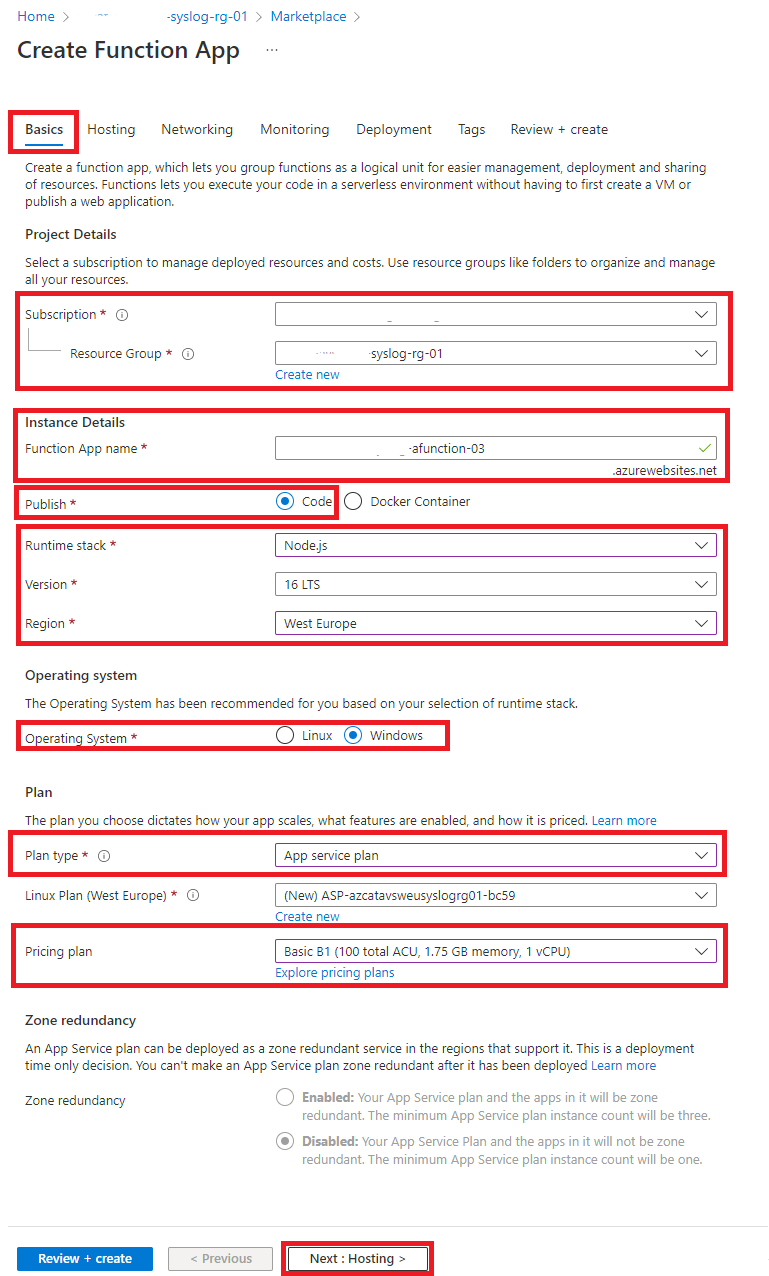 Home > -syslog-rg-01 > Marketplace >
Create Function App ...
Basics Hosting Networking Monitoring Deployment Tags Review + create
Create a function app, which lets you group functions as a logical unit for easier management, deployment and sharing
of resources. Functions lets you execute your code in a serverless environment without having to first create a VM or
publish a web application.
Project Details
Select a subscription to manage deployed resources and costs. Use resource groups like folders to organize and manage
all your resources.
Subscription *
Resource Group * -syslog-rg-01
Create new
Instance Details
Function App name * -afunction-03
.azurewebsites.net
Publish * Code Docker Container
Runtime stack * Node.js
Version * 16 LTS
Region * West Europe
Operating system
The Operating System has been recommended for you based on your selection of runtime stack.
Operating System * Linux Windows
Plan
The plan you choose dictates how your app scales, what features are enabled, and how it is priced. Learn more
Plan type * App service plan
Linux Plan (West Europe) * (New) ASP-azcatavsweusyslogrg01-bc59
Create new
Pricing plan Basic B1 (100 total ACU, 1.75 GB memory, 1 vCPU)
Explore pricing plans
Zone redundancy
An App Service plan can be deployed as a zone redundant service in the regions that support it. This is a deployment
time only decision. You can't make an App Service plan zone redundant after it has been deployed Learn more
Zone redundancy
Enabled: Your App Service plan and the apps in it will be zone
redundant. The minimum App Service plan instance count will be three.
Disabled: Your App Service Plan and the apps in it will not be zone
redundant. The minimum App Service plan instance count will be one.
Review + create < Previous Next : Hosting >